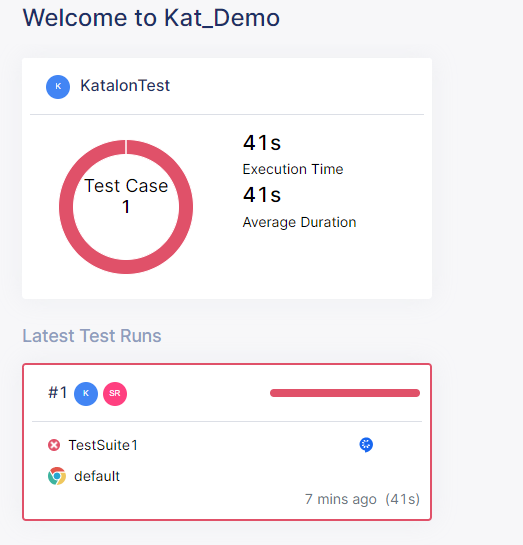 Welcome to Kat_Demo
K KatalonTest
Test Case
1
41s
Execution Time
41s
Average Duration
Latest Test Runs
#1 K SR
TestSuite1
default
7 mins ago (41s)